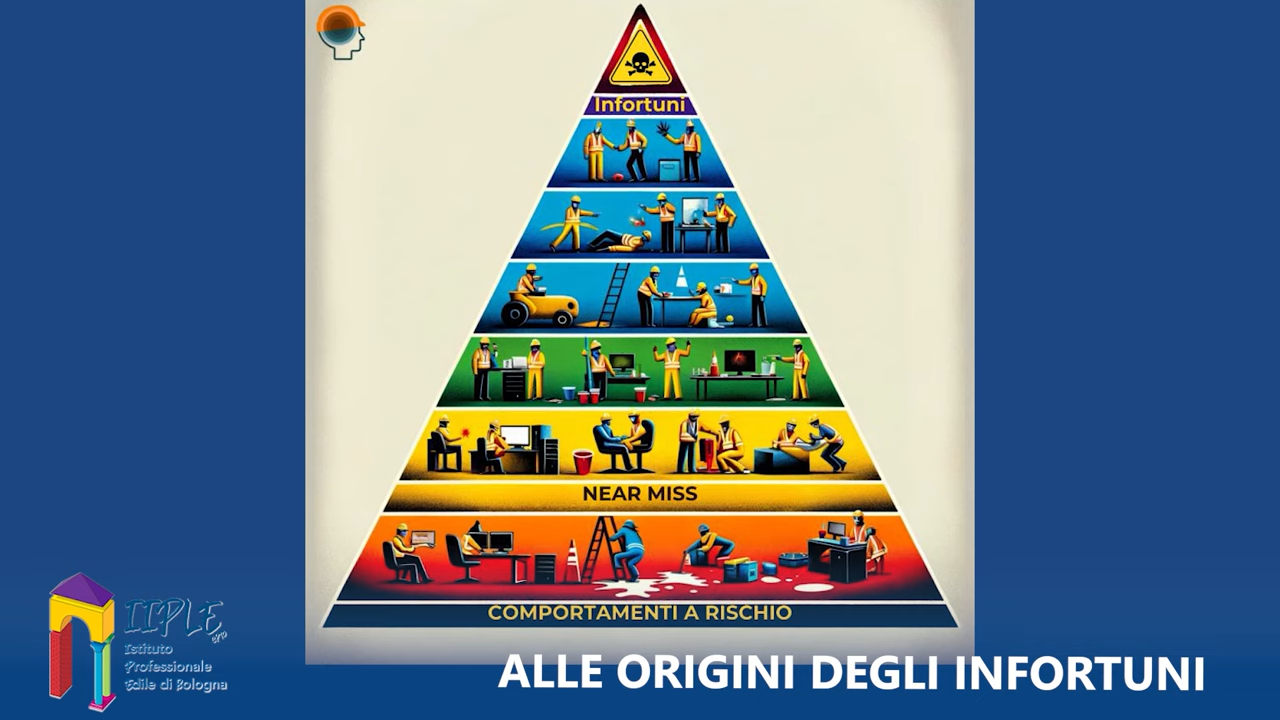 Infortuni
NEAR MISS
COMPORTAMENTI A RISCHIO
IIPLE
Istituto
Professionale
Edile di Bologna
ALLE ORIGINI DEGLI INFORTUNI